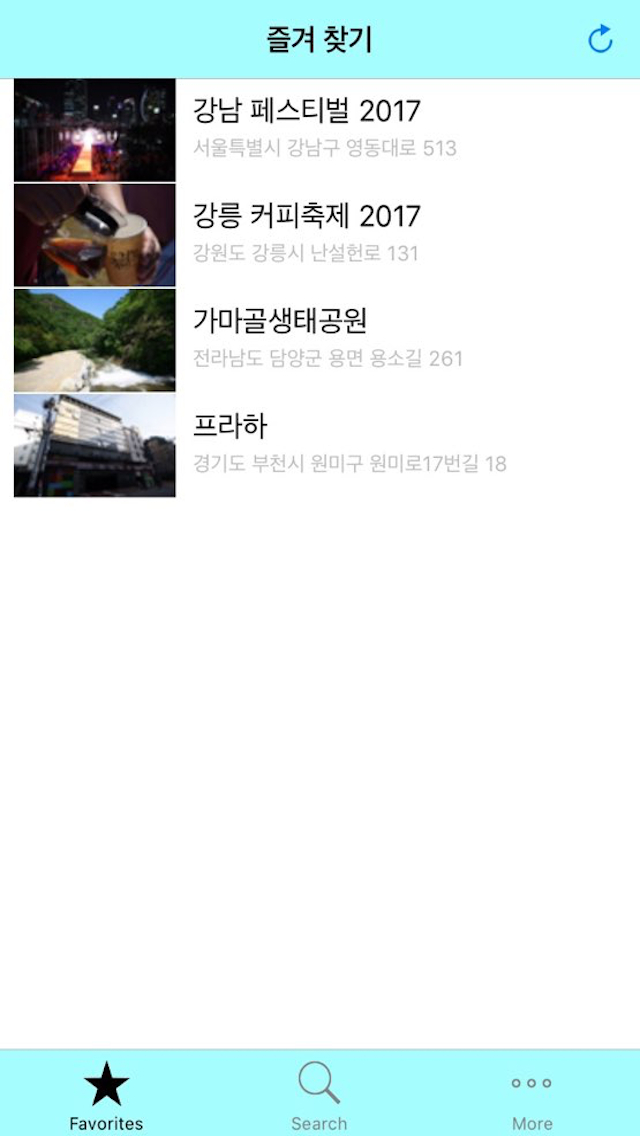 즐겨 찾기
강남 페스티벌 2017
서울특별시 강남구 영동대로 513
강릉 커피축제 2017
강원도 강릉시 난설헌로 131
가마골생태공원
전라남도 담양군 용면 용소길 261
프라하
경기도 부천시 원미구 원미로17번길 18
Favorites
Search
More